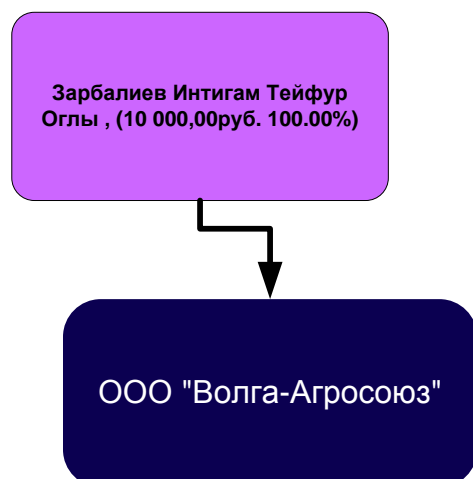 Зарбалиев Интигам Тейфур
Оглы , (10 000,00руб. 100.00%)
ООО "Волга-Агросоюз"